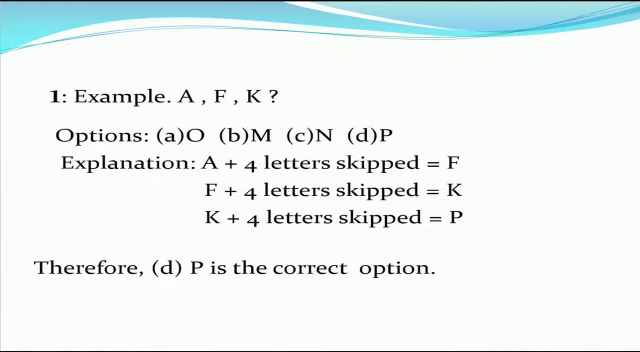 1: Example. A , F , K ?
Options: (a)O (b)M (c)N (d)P
Explanation: A + 4 letters skipped = F
F + 4 letters skipped = K
K + 4 letters skipped = P
Therefore, (d) P is the correct option.